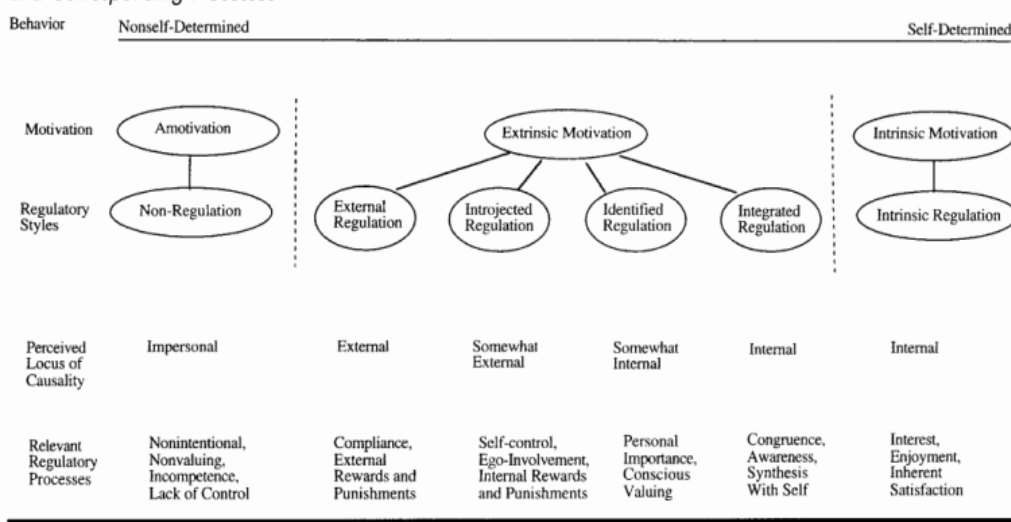 and Corresponding Processes
Behavior Nonself-Determined Self-Determined
Motivation Amotivation Extrinsic Motivation Intrinsic Motivation
Regulatory
Styles
Non-Regulation
External
Regulation
Introjected
Regulation
Identified
Regulation
Integrated
Regulation
Intrinsic Regulation
Perceived
Locus of
Causality
Impersonal
External
Somewhat
External
Somewhat
Internal
Internal
Internal
Relevant
Regulatory
Processes
Nonintentional,
Nonvaluing,
Incompetence,
Lack of Control
Compliance,
External
Rewards and
Punishments
Self-control,
Ego-Involvement,
Internal Rewards
and Punishments
Personal
Importance,
Conscious
Valuing
Congruence,
Awareness,
Synthesis
With Self
Interest,
Enjoyment,
Inherent
Satisfaction